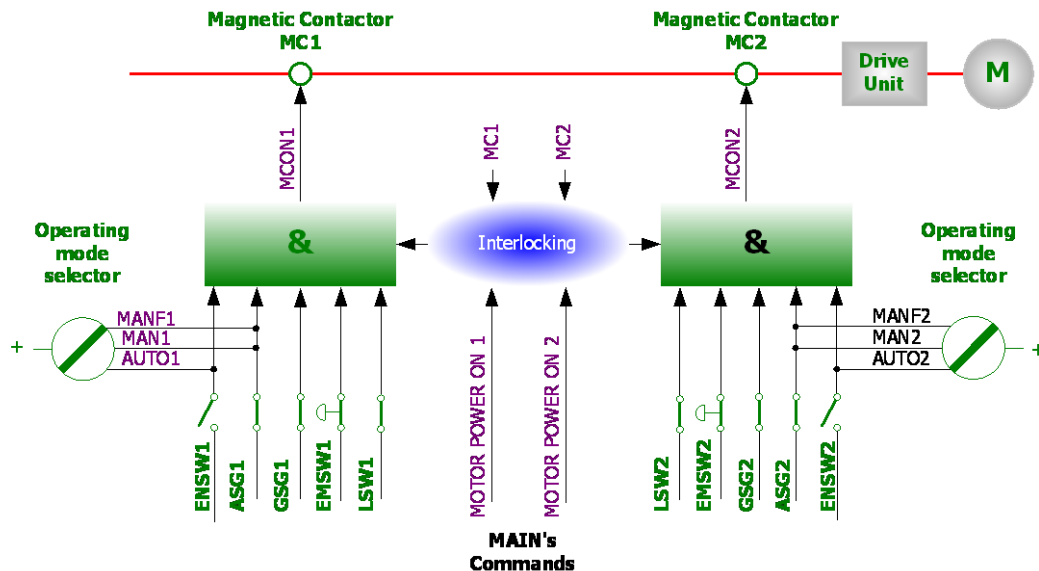 Magnetic Contactor
MC1
Magnetic Contactor
MC2
Drive
Unit
M
MCON1
MC1
MC2
MCON2
Operating
mode
selector
&
Interlocking
&
Operating
mode
selector
+
MANF1
MAN1
AUTO1
MANF2
MAN2
AUTO2
+
ENSW1
ASG1
GSG1
EMSW1
LSW1
MOTOR POWER ON 1
MOTOR POWER ON 2
LSW2
EMSW2
GSG2
ASG2
ENSW2
MAIN's
Commands